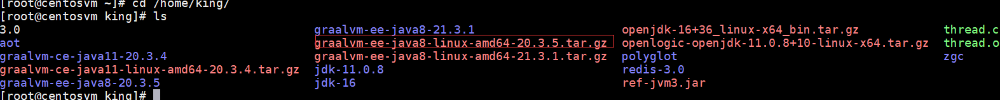 [root@centosvm ~]# cd /home/king/
[root@centosvm king]# ls
3.0 graalvm-ee-java8-21.3.1 openjdk-16+36_linux-x64_bin.tar.gz thread.c
aot graalvm-ee-java8-linux-amd64-20.3.5.tar.gz openlogic-openjdk-11.0.8+10-linux-x64.tar.gz thread.o
graalvm-ce-java11-20.3.4 graalvm-ee-java8-linux-amd64-21.3.1.tar.gz polyglot zgc
graalvm-ce-java11-linux-amd64-20.3.4.tar.gz jdk-11.0.8 redis-3.0
graalvm-ee-java8-20.3.5 jdk-16 ref-jvm3.jar
[root@centosvm king]#